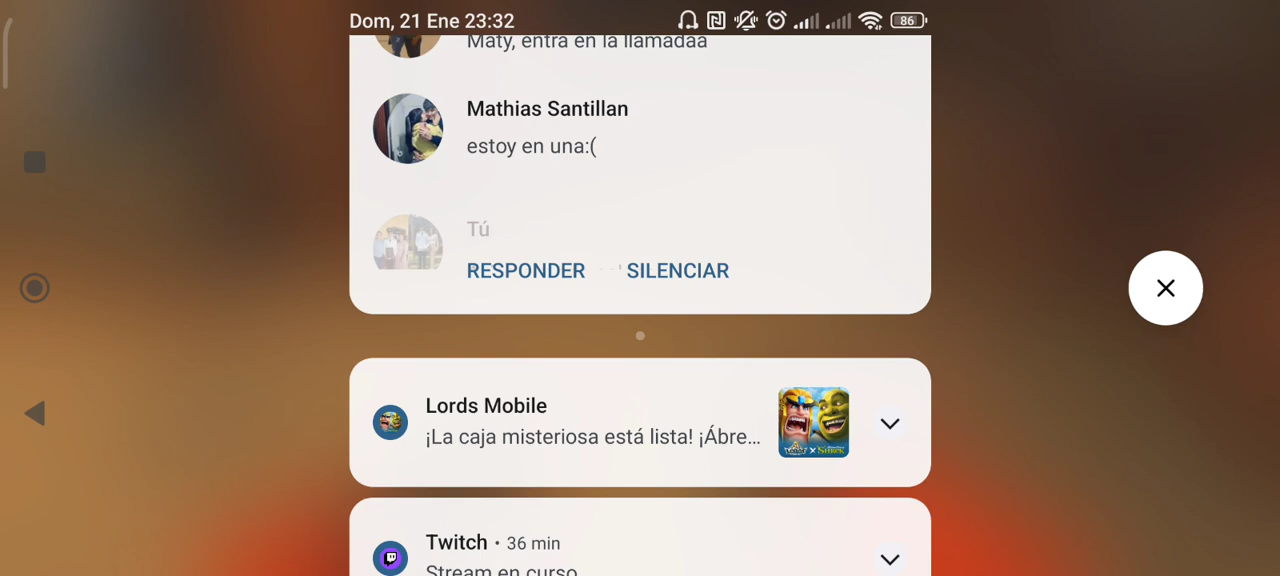 Dom, 21 Ene 23:32
86
Maty, entra en la llamadaa
Mathias Santillan
estoy en una:(
Tú
RESPONDER SILENCIAR
Lords Mobile
¡La caja misteriosa está lista! ¡Ábre...
Twitch • 36 min
Stream en curso